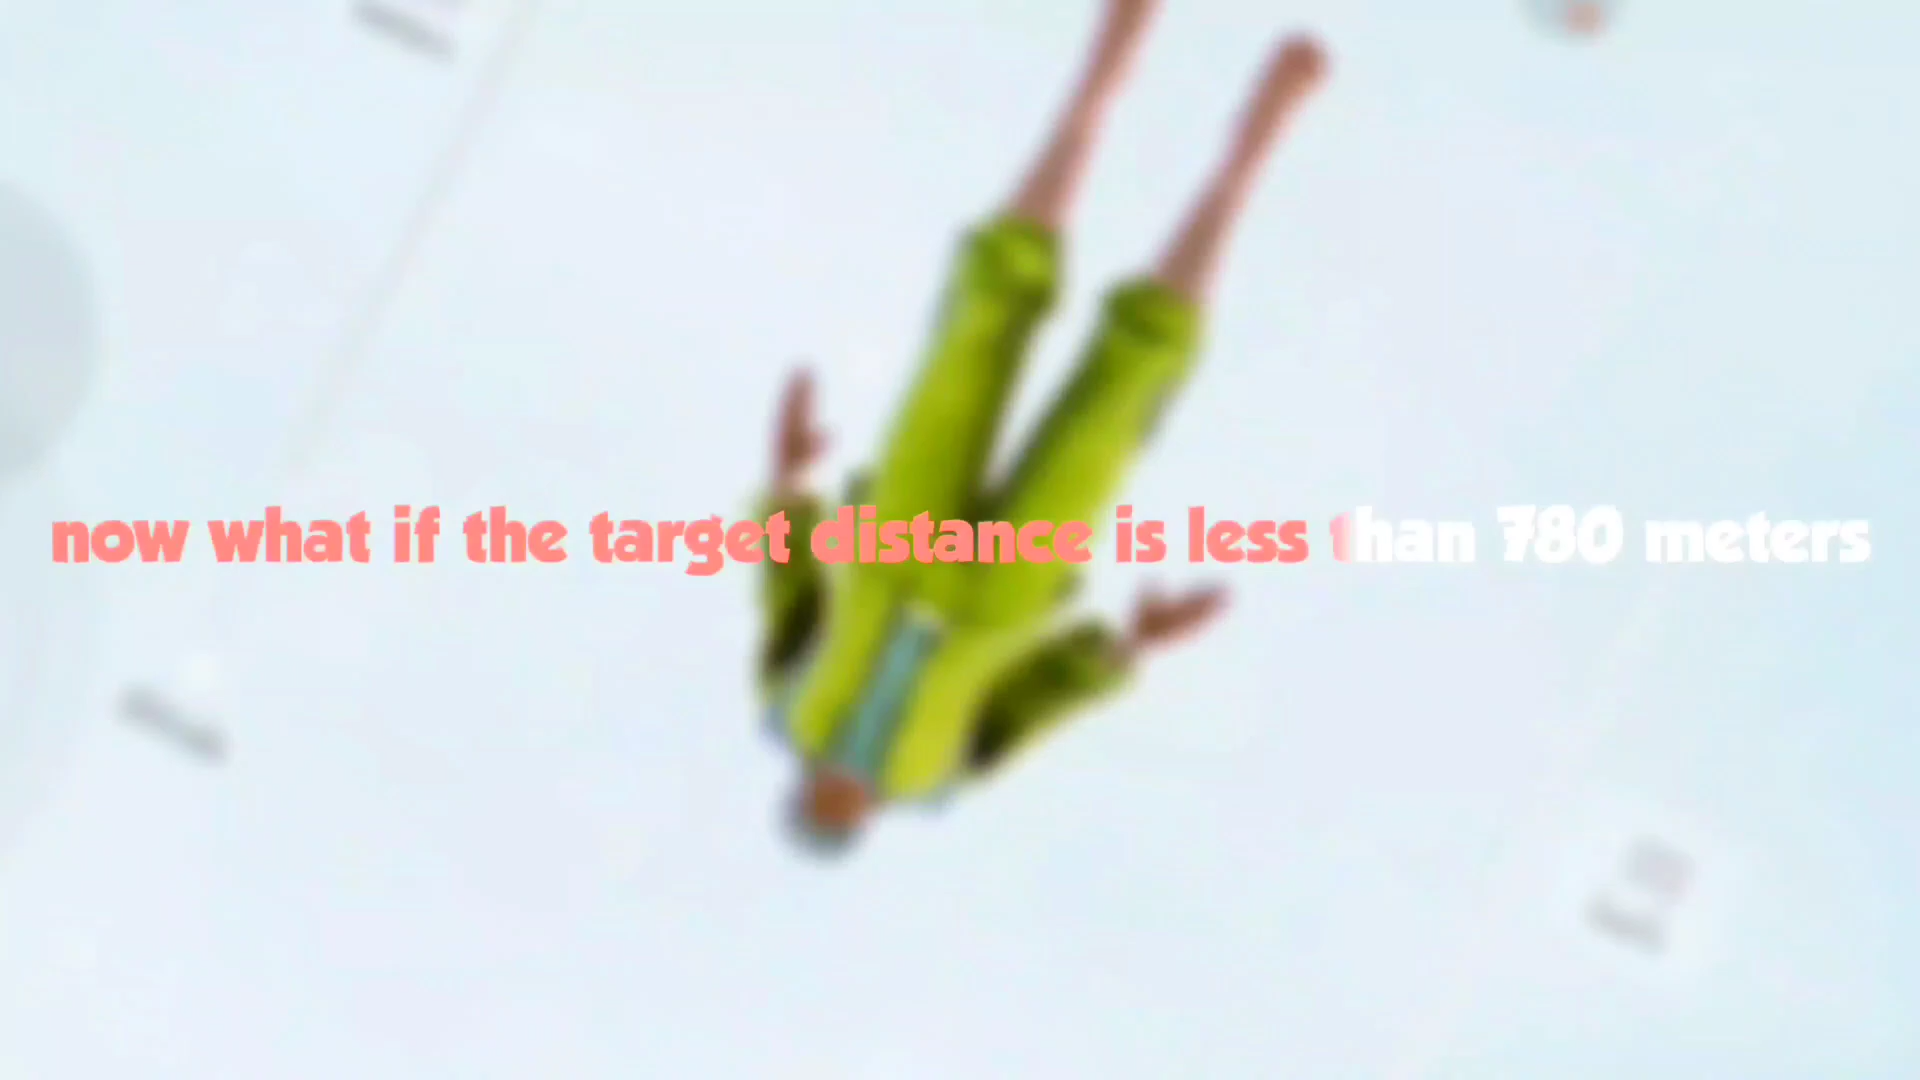 now what if the target distance is less than 780 meters